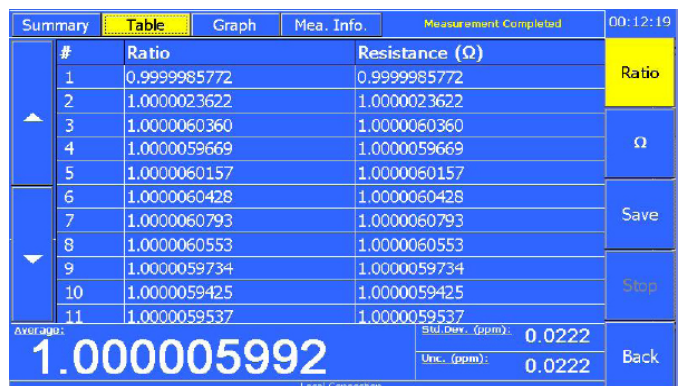 Summary Table Graph Mea. Info. Measurement Completed 00:12:19
# Ratio Resistance (Ω)
1 0.9999985772 0.9999985772
2 1.0000023622 1.0000023622
3 1.0000060360 1.0000060360
4 1.0000059669 1.0000059669
5 1.0000060157 1.0000060157
6 1.0000060428 1.0000060428
7 1.0000060793 1.0000060793
8 1.0000060553 1.0000060553
9 1.0000059734 1.0000059734
10 1.0000059425 1.0000059425
11 1.0000059537 1.0000059537
Ratio
Ω
Save
Stop
Back
Average:
1.000005992
Std.Dev. (ppm): 0.0222
Unc. (ppm): 0.0222